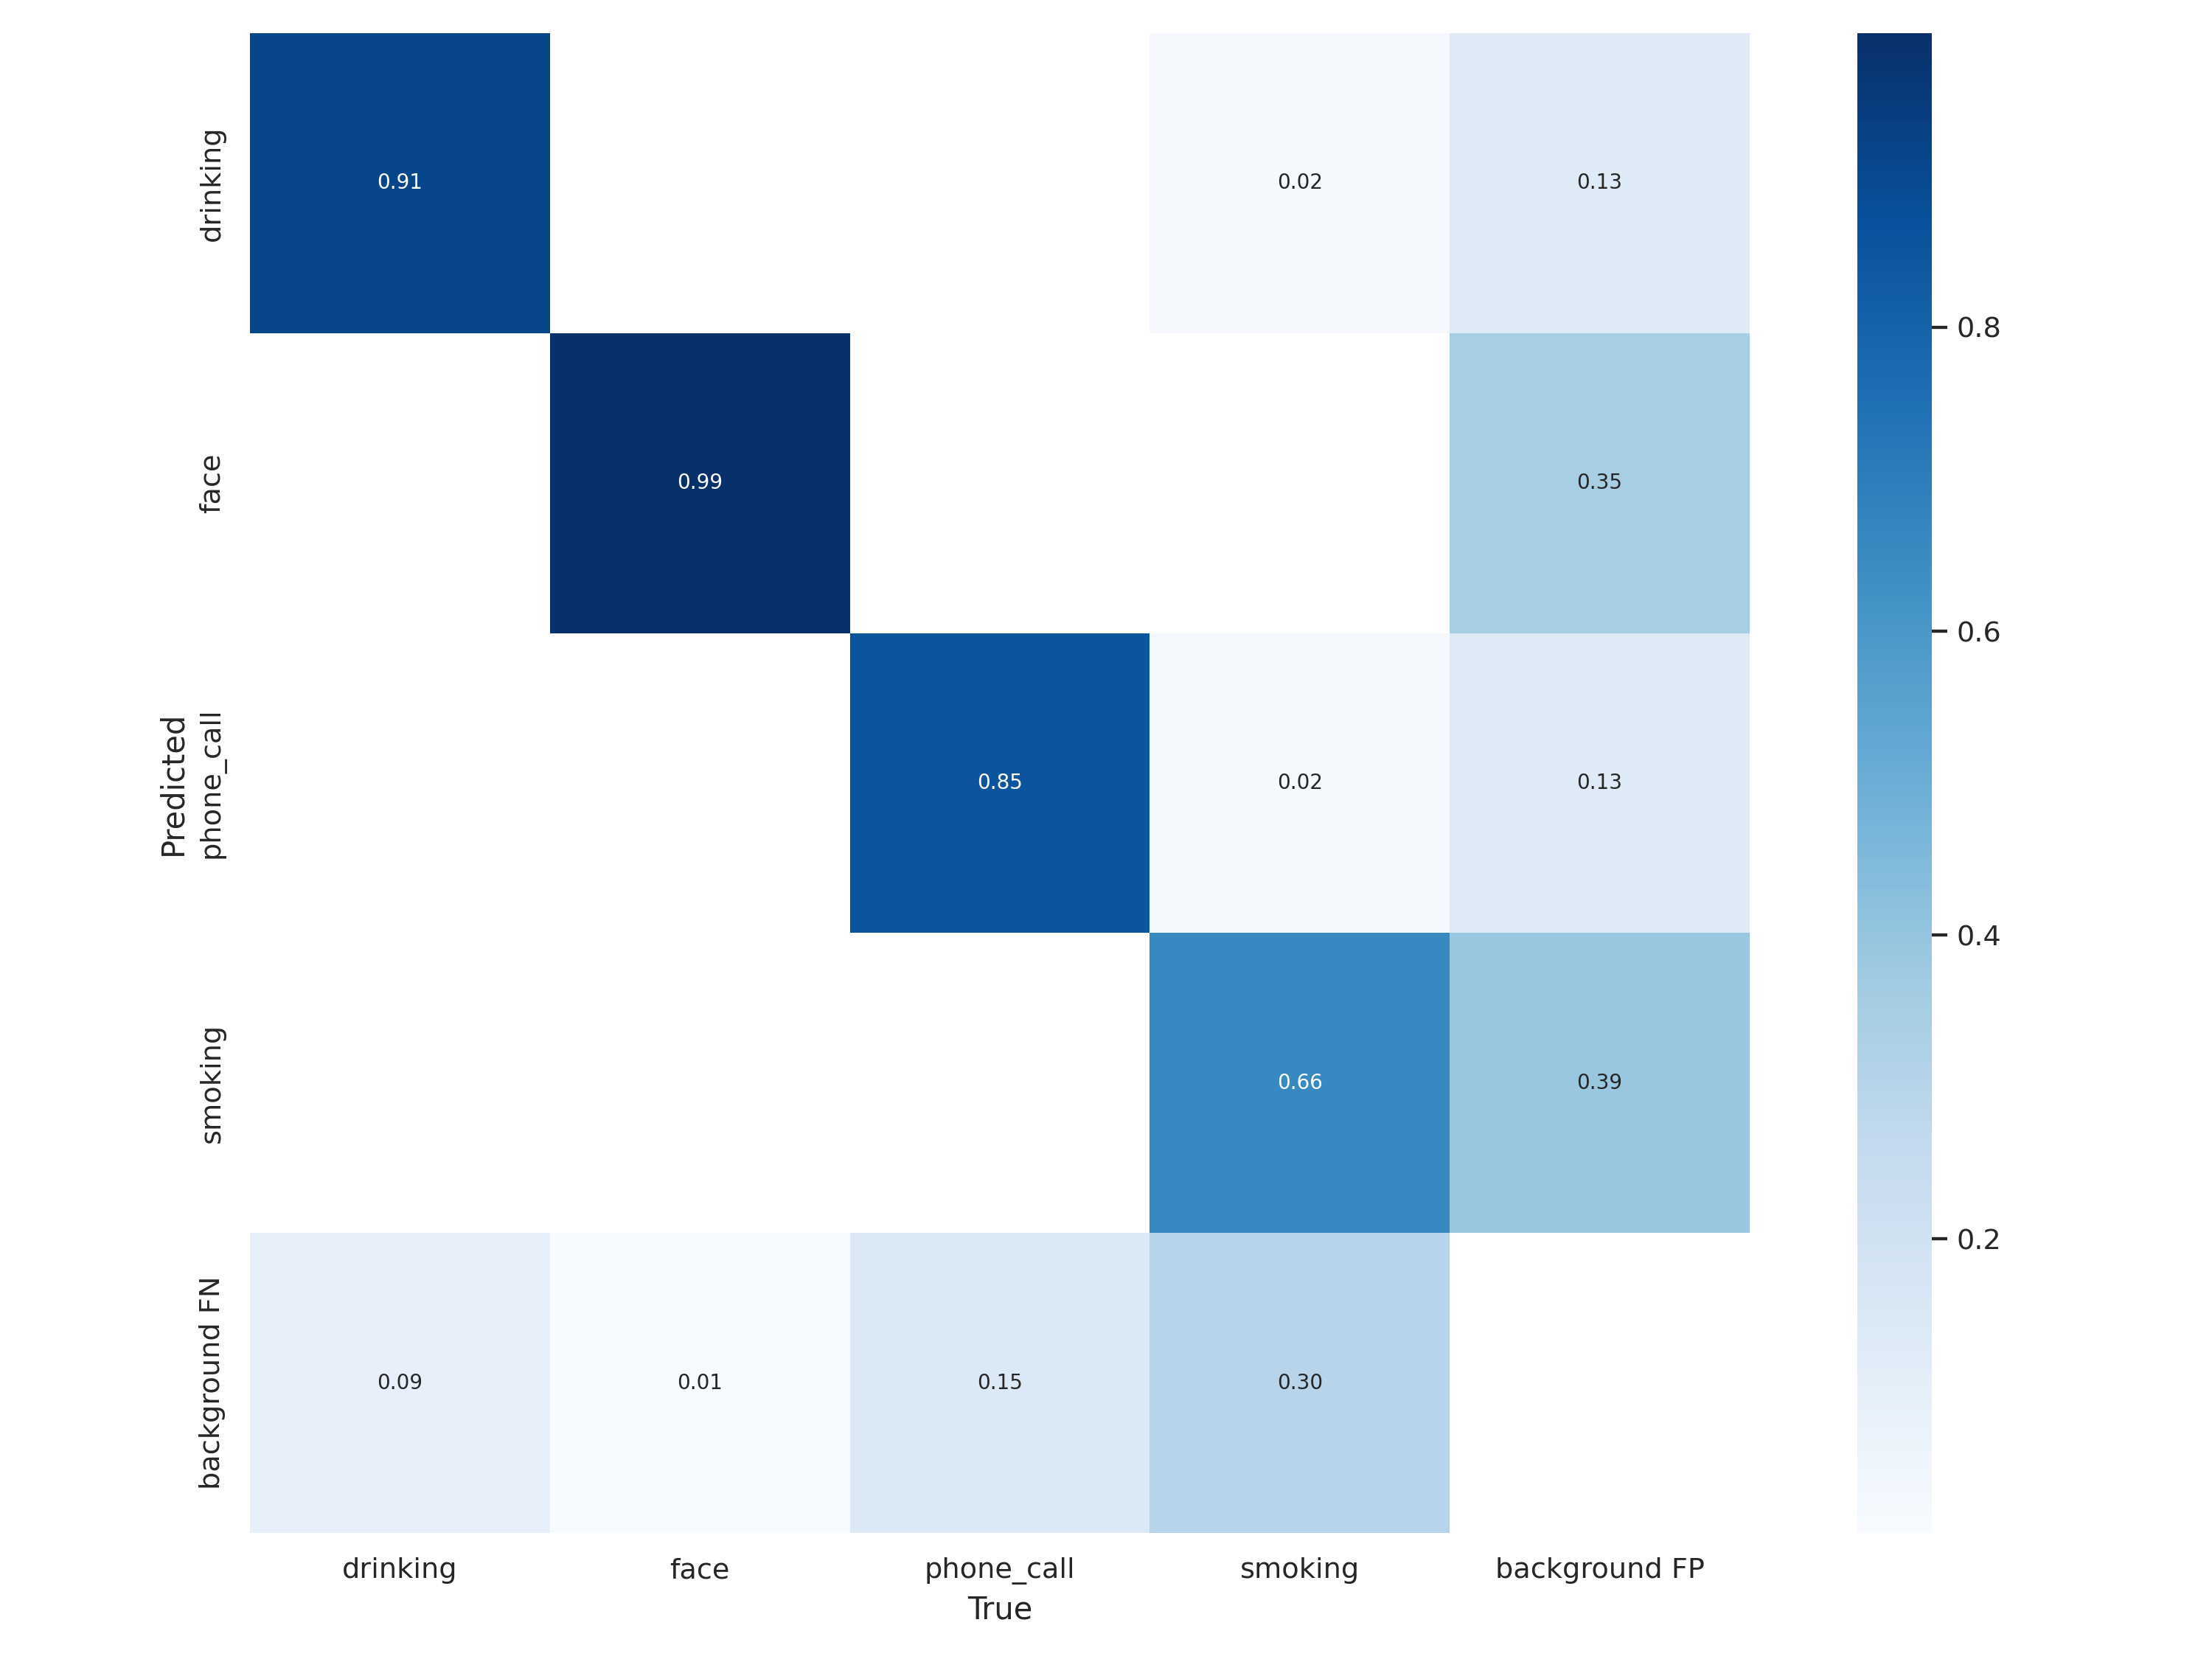 drinking
0.91
0.02
0.13
0.8
face
0.99
0.35
0.6
Predicted
phone_call
0.85
0.02
0.13
0.4
smoking
0.66
0.39
0.2
background FN
0.09
0.01
0.15
0.30
drinking
face
phone_call
smoking
background FP
True